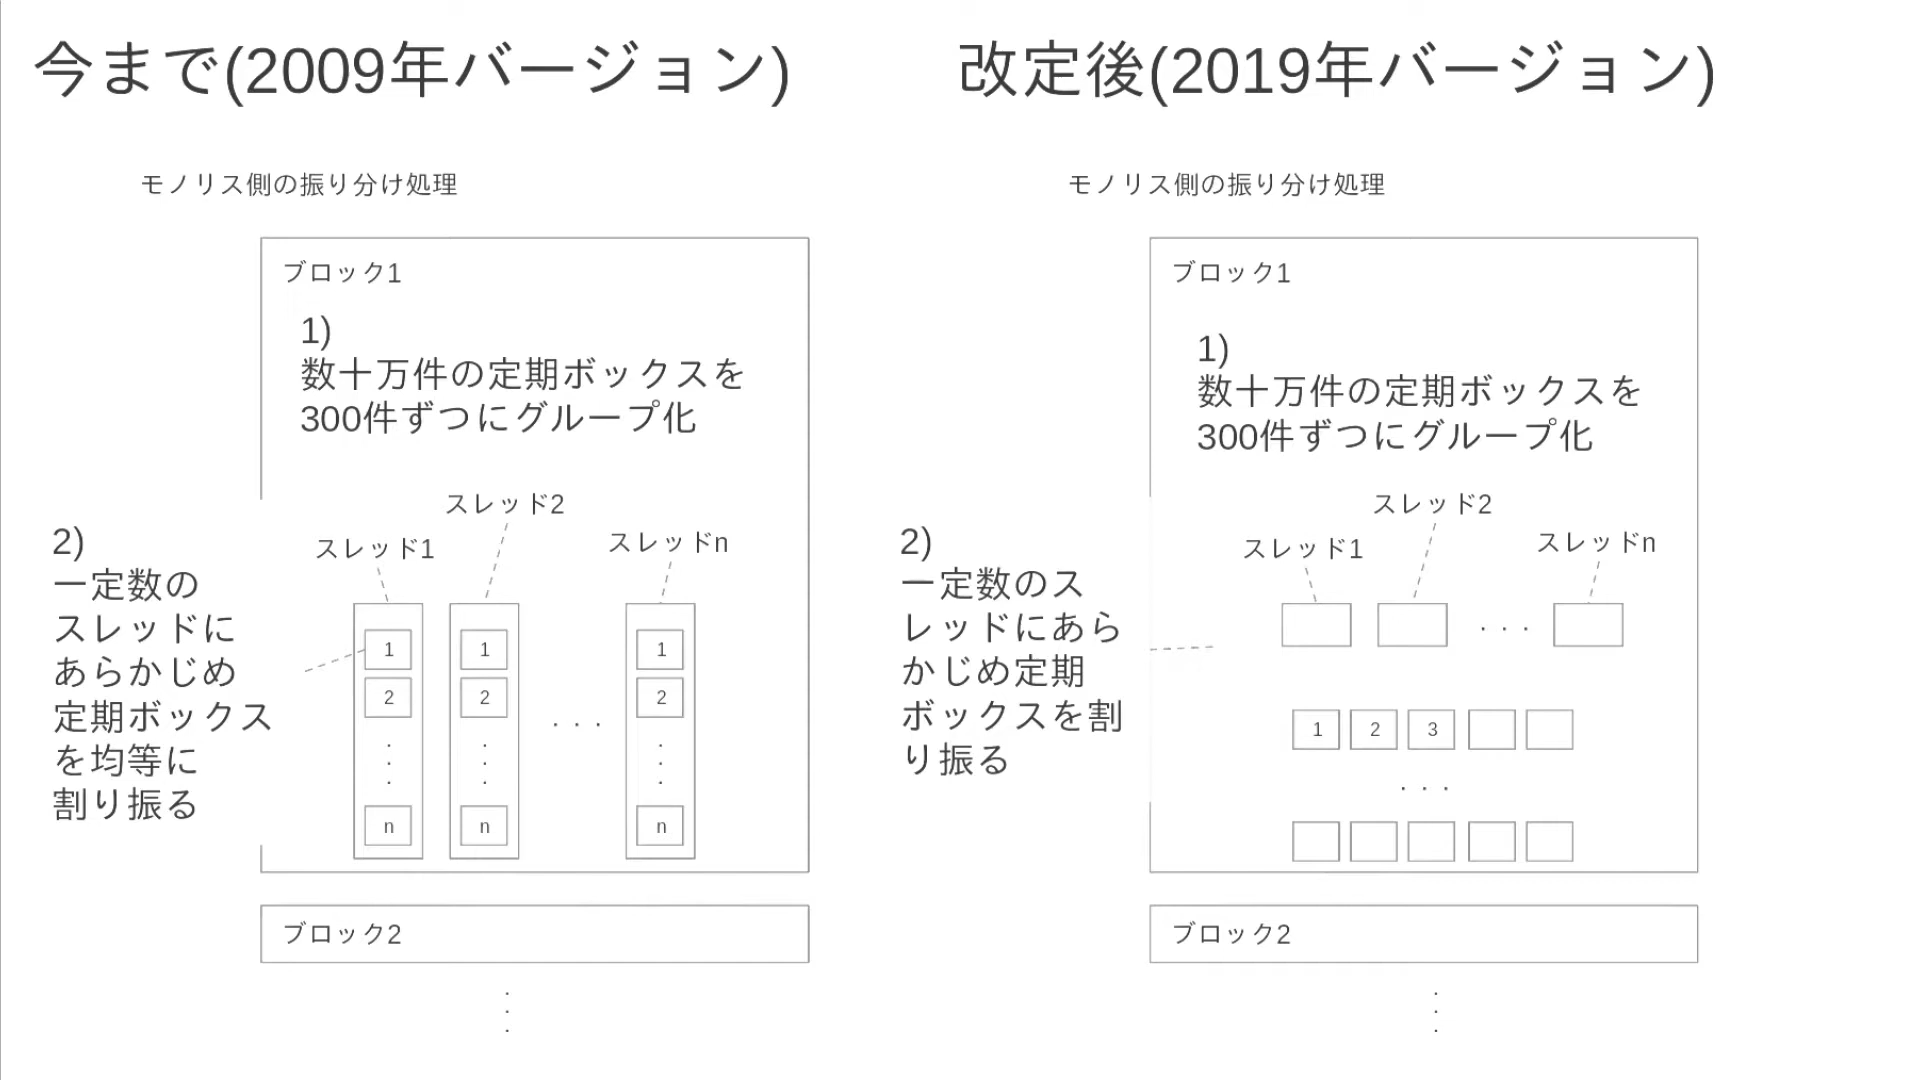 今まで(2009年バージョン)
モノリス側の振り分け処理
ブロック1
1)
数十万件の定期ボックスを
300件ずつにグループ化
スレッド1
スレッド2
スレッドn
2)
一定数の
スレッドに
あらかじめ
定期ボックス
を均等に
割り振る
1
1
1
2
2
2
. . .
n
n
n
ブロック2
改定後(2019年バージョン)
モノリス側の振り分け処理
ブロック1
1)
数十万件の定期ボックスを
300件ずつにグループ化
スレッド1
スレッド2
スレッドn
2)
一定数のス
レッドにあら
かじめ定期
ボックスを割
り振る
. . .
1 2 3
. . .
ブロック2